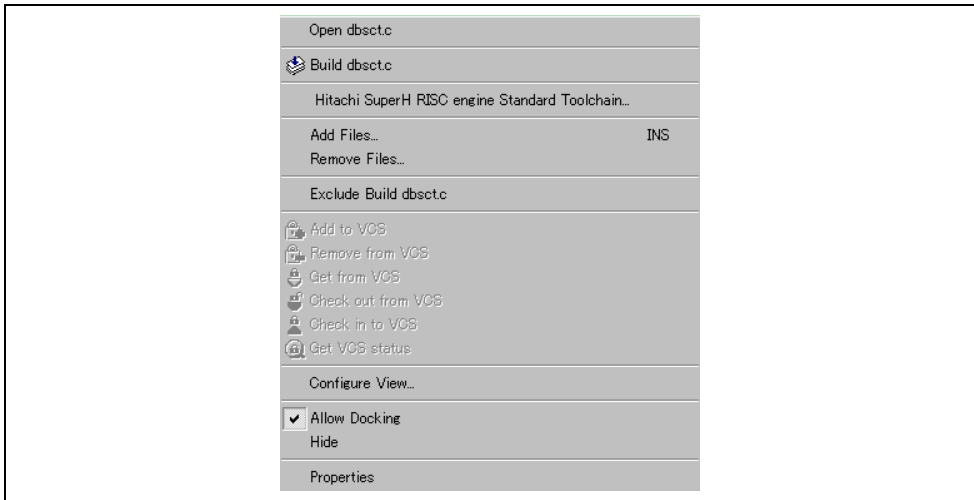 Open dbsct.c
Build dbsct.c
Hitachi SuperH RISC engine Standard Toolchain...
Add Files... INS
Remove Files...
Exclude Build dbsct.c
Add to VCS
Remove from VCS
Get from VCS
Check out from VCS
Check in to VCS
Get VCS status
Configure View...
Allow Docking
Hide
Properties